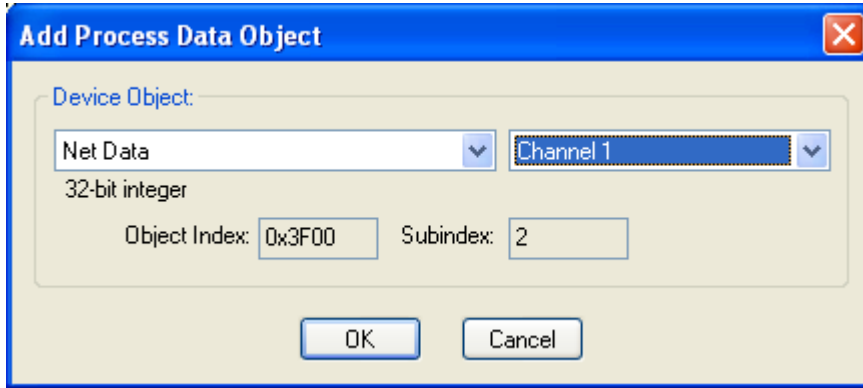 Add Process Data Object
Device Object:
Net Data Channel 1
32-bit integer
Object Index: 0x3F00 Subindex: 2
OK Cancel